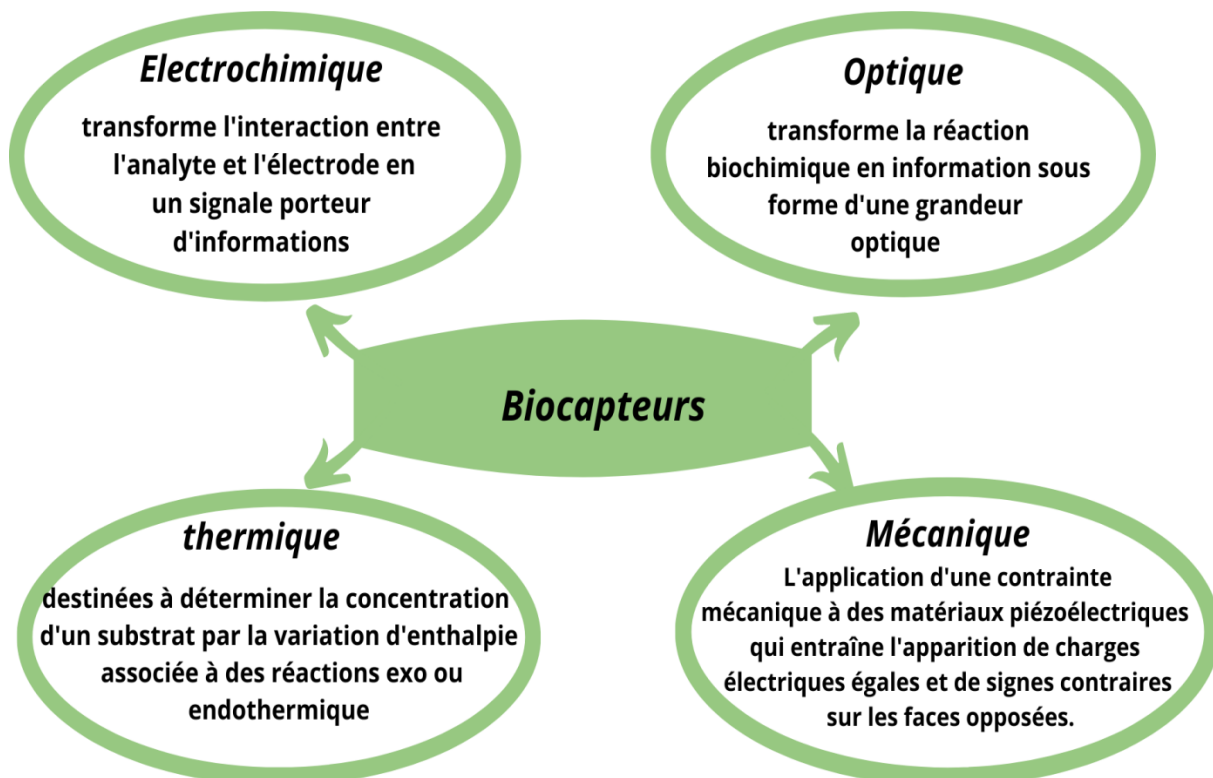 Electrochimique
transforme l'interaction entre
l'analyte et l'électrode en
un signale porteur
d'informations
Optique
transforme la réaction
biochimique en information sous
forme d'une grandeur
optique
Biocapteurs
thermique
destinées à déterminer la concentration
d'un substrat par la variation d'enthalpie
associée à des réactions exo ou
endothermique
Mécanique
L'application d'une contrainte
mécanique à des matériaux piézoélectriques
qui entraîne l'apparition de charges
électriques égales et de signes contraires
sur les faces opposées.